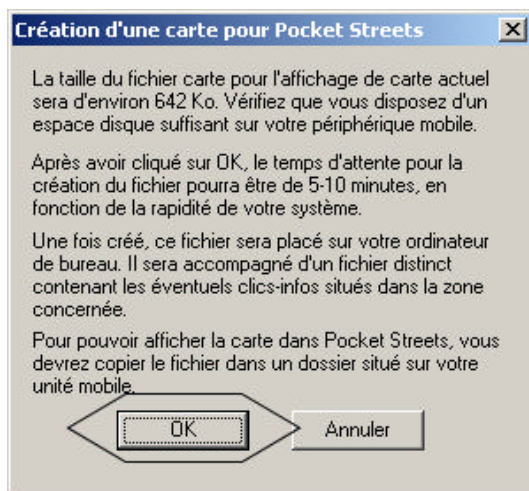 Création d'une carte pour Pocket Streets
La taille du fichier carte pour l'affichage de carte actuel
sera d'environ 642 Ko. Vérifiez que vous disposez d'un
espace disque suffisant sur votre périphérique mobile.
Après avoir cliqué sur OK, le temps d'attente pour la
création du fichier pourra être de 5-10 minutes, en
fonction de la rapidité de votre système.
Une fois créé, ce fichier sera placé sur votre ordinateur
de bureau. Il sera accompagné d'un fichier distinct
contenant les éventuels clics-infos situés dans la zone
concernée.
Pour pouvoir afficher la carte dans Pocket Streets, vous
devrez copier le fichier dans un dossier situé sur votre
unité mobile.
OK Annuler